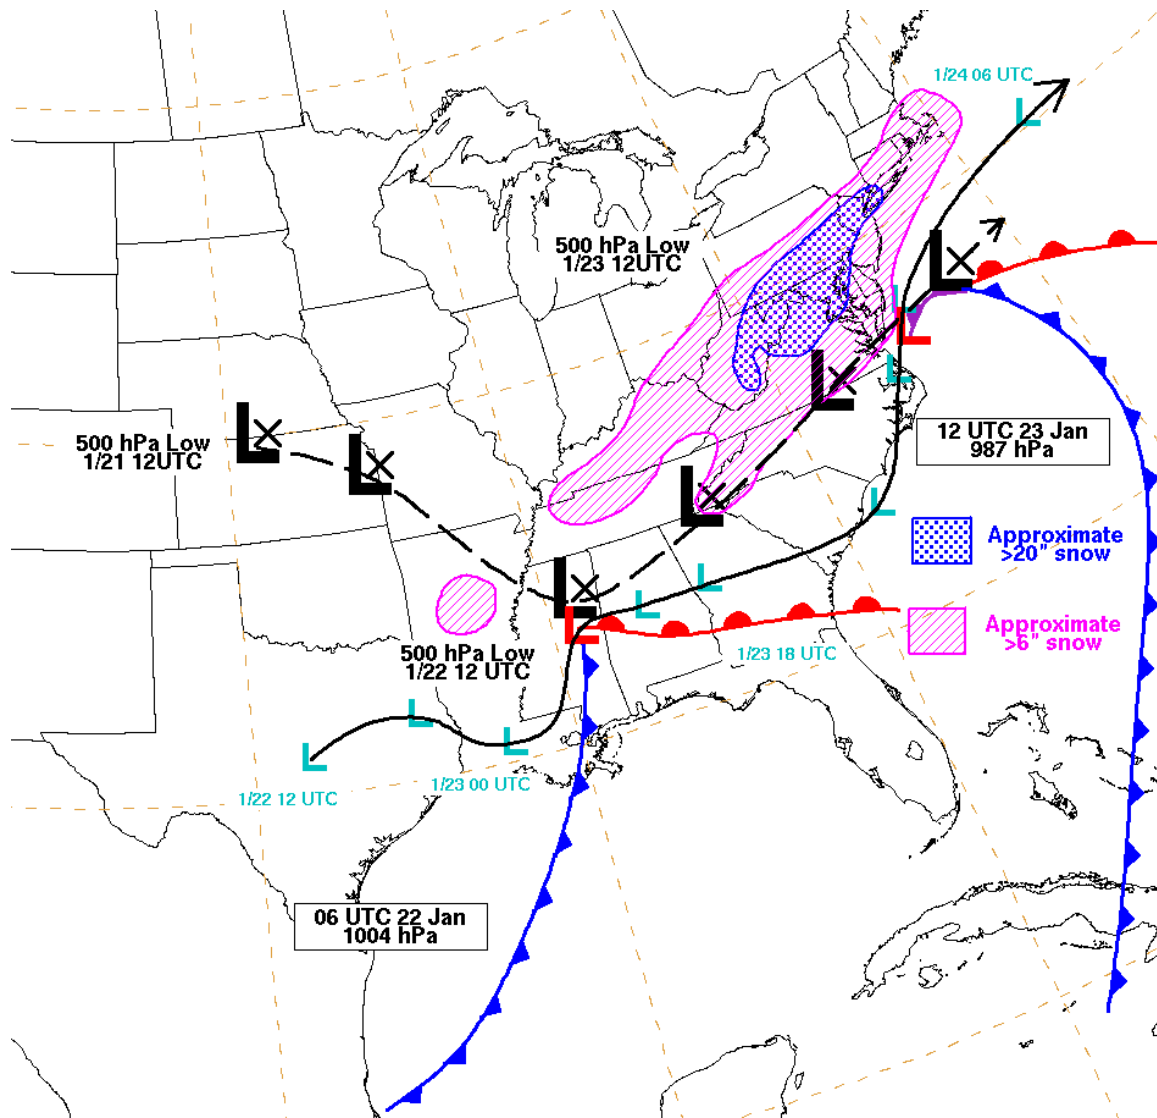 1/24 06 UTC
500 hPa Low
1/23 12UTC
500 hPa Low
1/21 12UTC
12 UTC 23 Jan
987 hPa
Approximate
>20" snow
Approximate
>6" snow
500 hPa Low
1/22 12 UTC
1/23 18 UTC
1/23 00 UTC
1/22 12 UTC
06 UTC 22 Jan
1004 hPa